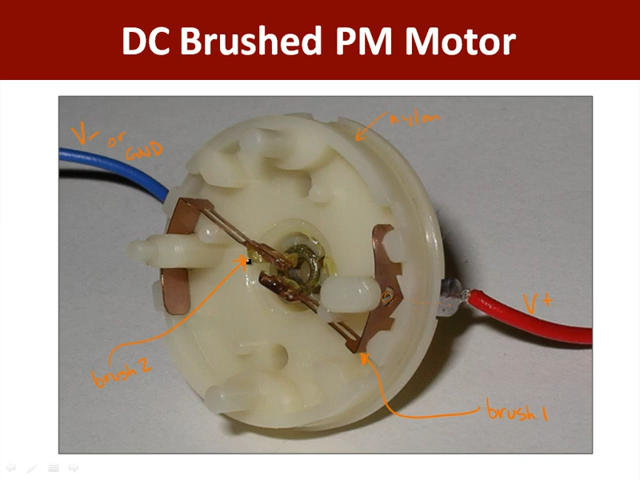 DC Brushed PM Motor
V- or
GND
nylon
V+
brush 2
brush 1